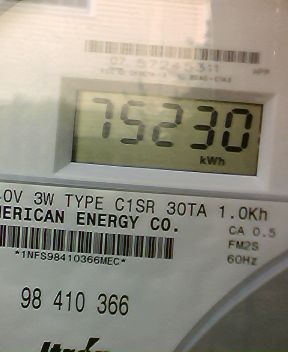 75230
kWh
0V 3W TYPE C1SR 30TA 1.0Kh
MERICAN ENERGY CO.
CA 0.5
FM2S
*1NFS98410366MEC*
60Hz
98 410 366
Itrón